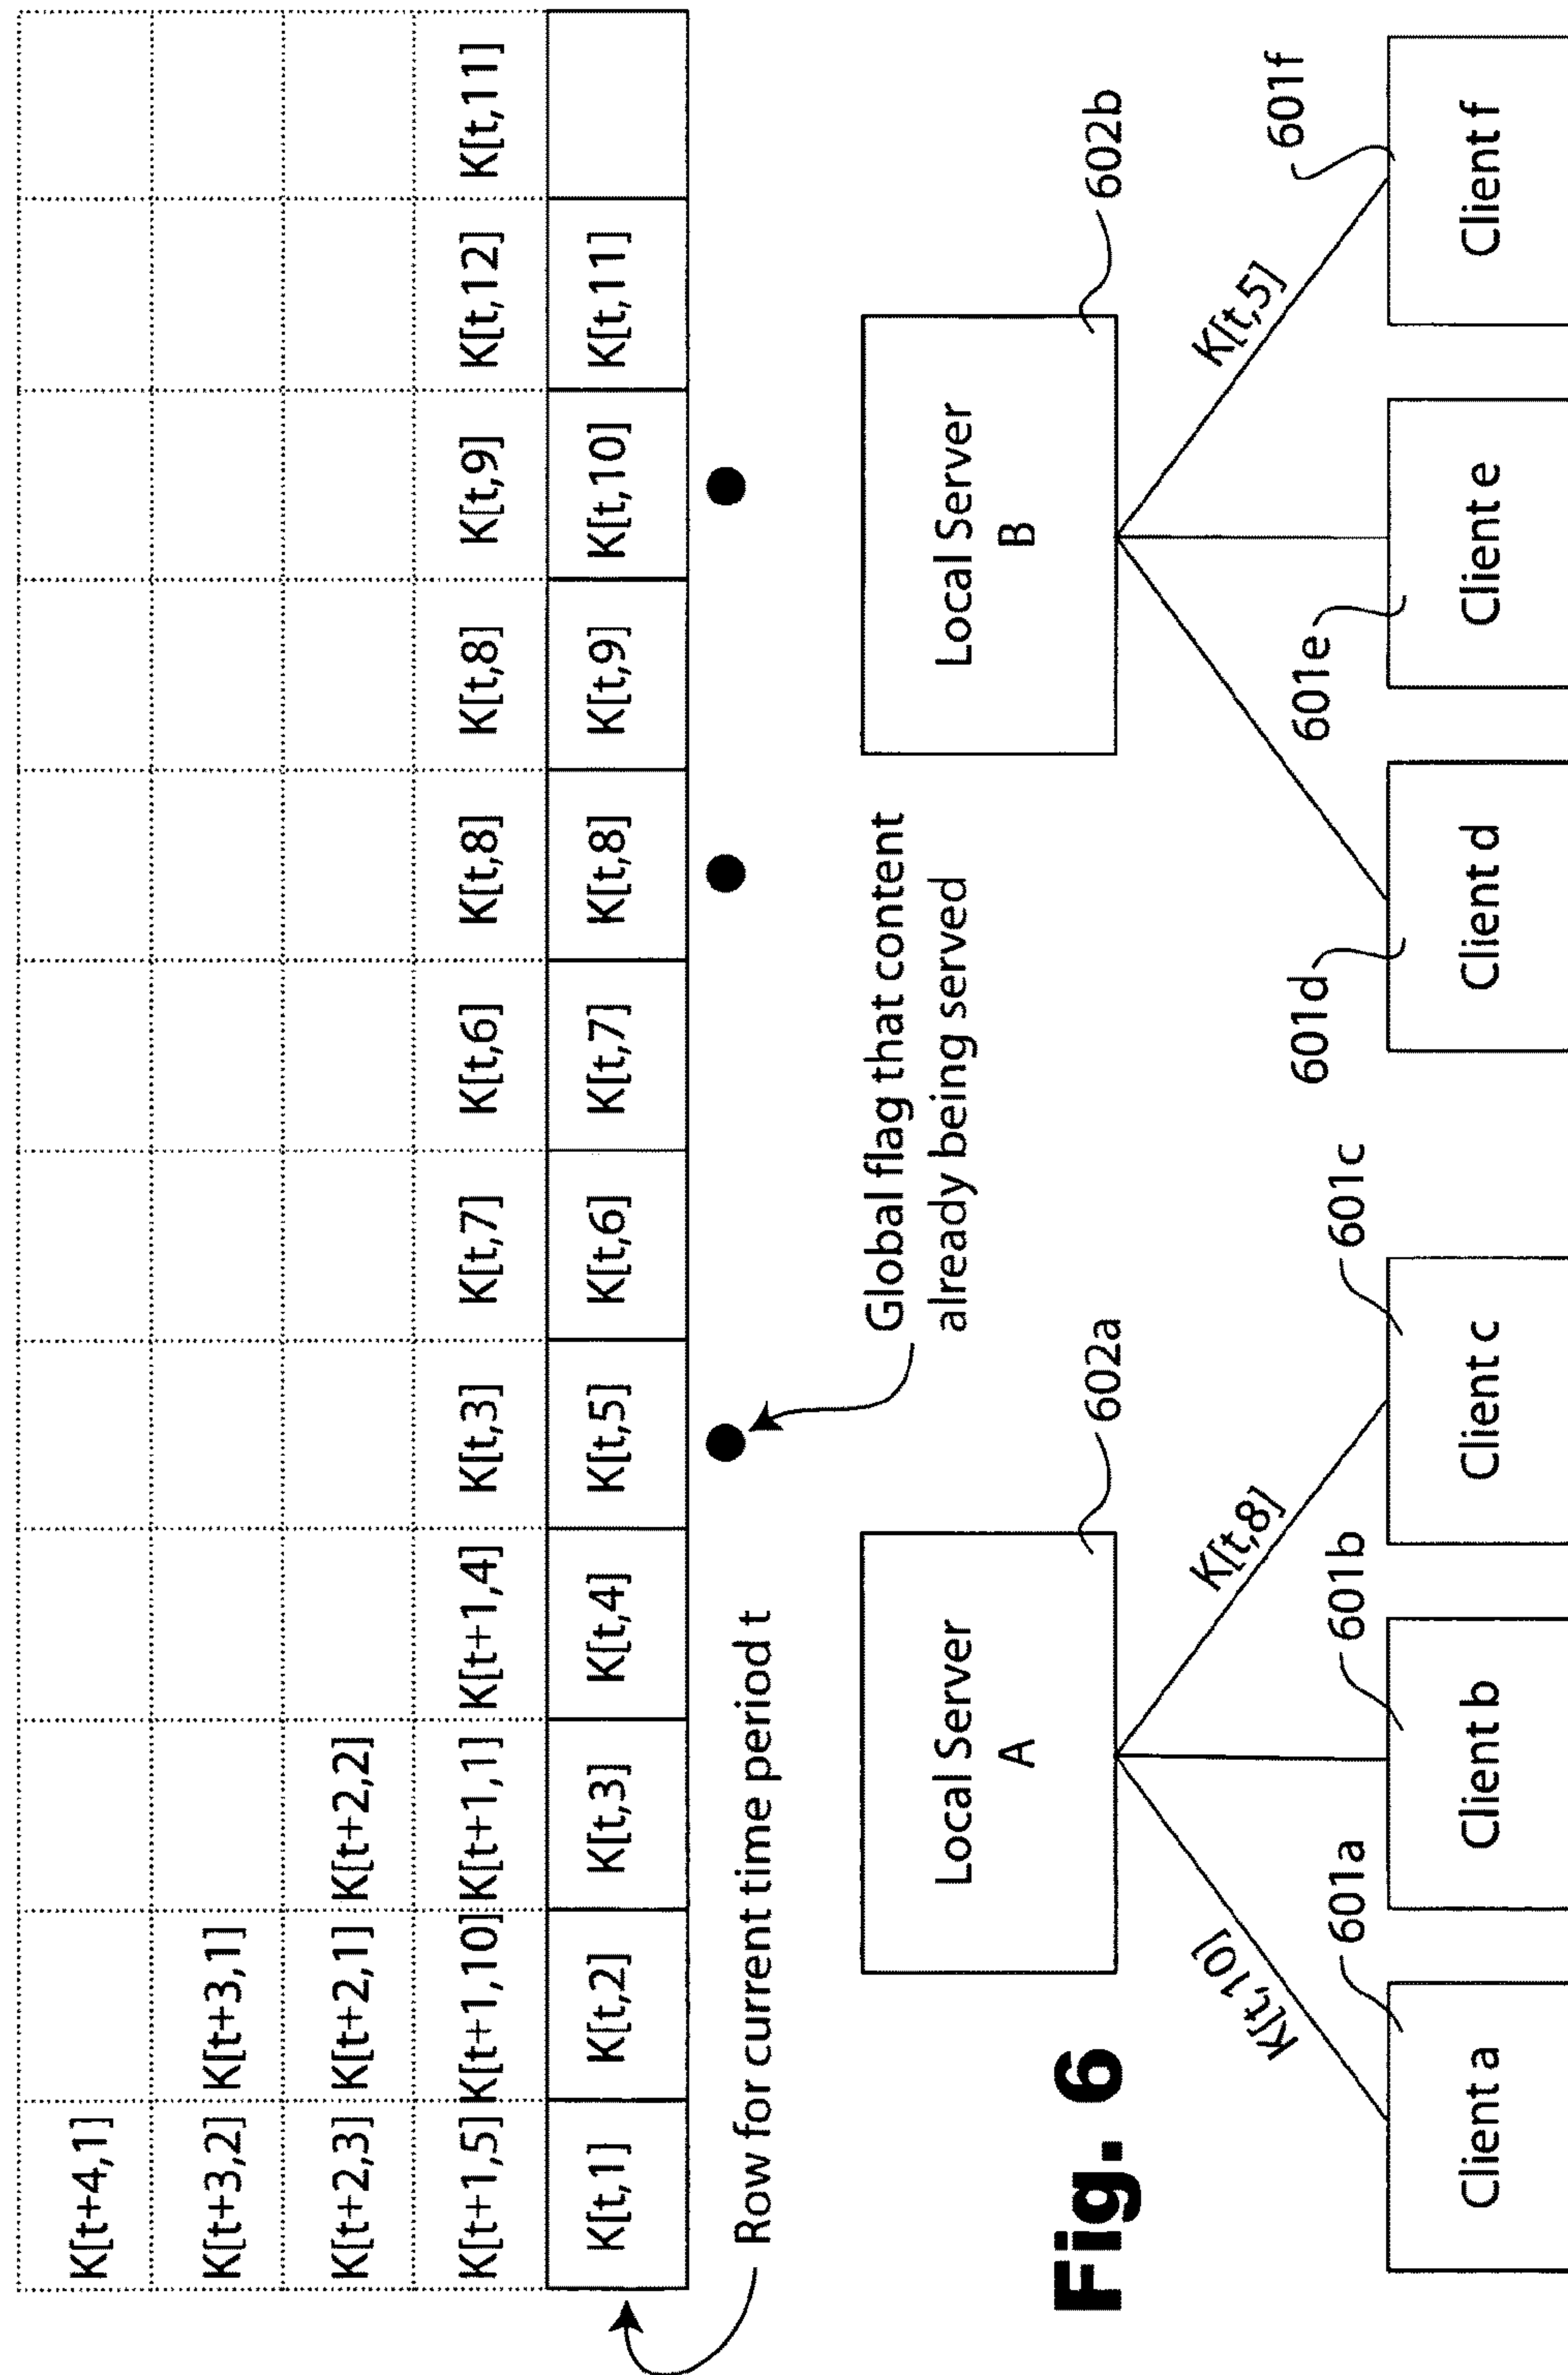 K[t+4,1]
K[t+3,2] K[t+3,1]
K[t+2,3] K[t+2,1] K[t+2,2]
K[t+1,5] K[t+1,10] K[t+1,1] K[t+1,4] K[t,3] K[t,7] K[t,6] K[t,8] K[t,8] K[t,9] K[t,12] K[t,11]
K[t,1] K[t,2] K[t,3] K[t,4] K[t,5] K[t,6] K[t,7] K[t,8] K[t,9] K[t,10] K[t,11]
Row for current time period t
Global flag that content
already being served
Fig. 6
Local Server
A
602a
Local Server
B
602b
K[t,10]
K[t,8]
K[t,5]
601a
601b
601c
601d
601e
601f
Client a
Client b
Client c
Client d
Client e
Client f